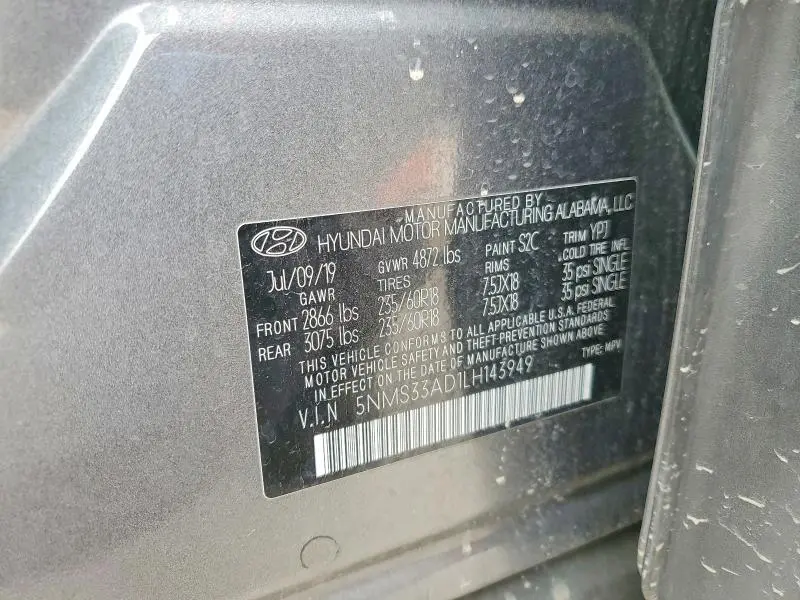 MANUFACTURED BY
HYUNDAI MOTOR MANUFACTURING ALABAMA, LLC
Jul/09/19 GVWR 4872 lbs PAINT S2C TRIM YPJ
GAWR TIRES RIMS COLD TIRE INFL
FRONT 2866 lbs 235/60R18 7.5JX18 35 psi SINGLE
REAR 3075 lbs 235/60R18 7.5JX18 35 psi SINGLE
THIS VEHICLE CONFORMS TO ALL APPLICABLE U.S.A. FEDERAL
MOTOR VEHICLE SAFETY AND THEFT PREVENTION STANDARDS
IN EFFECT ON THE DATE OF MANUFACTURE SHOWN ABOVE.
V.I.N 5NMS33AD1LH143949 TYPE: MPV